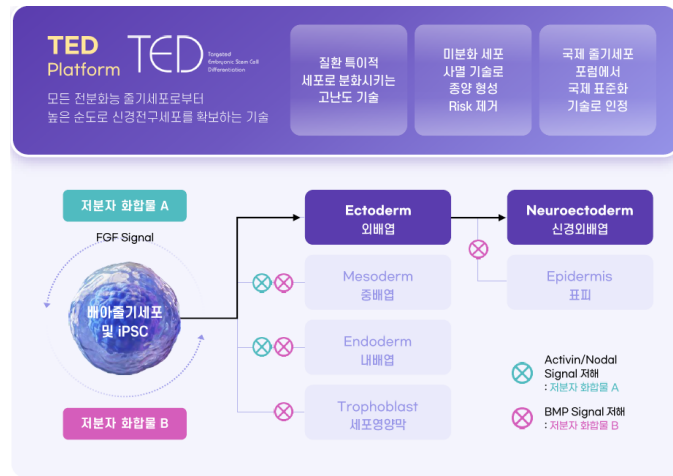 TED
Platform
TED
Targeted
Embryonic Stem Cell
Differentiation
모든 전분화능 줄기세포로부터
높은 순도로 신경전구세포를 확보하는 기술
질환 특이적
세포로 분화시키는
고난도 기술
미분화 세포
사멸 기술로
종양 형성
Risk 제거
국제 줄기세포
포럼에서
국제 표준화
기술로 인정
저분자 화합물 A
FGF Signal
배아줄기세포
및 iPSC
저분자 화합물 B
Ectoderm
외배엽
Mesoderm
중배엽
Endoderm
내배엽
Trophoblast
세포영양막
Neuroectoderm
신경외배엽
Epidermis
표피
Activin/Nodal
Signal 저해
: 저분자 화합물 A
BMP Signal 저해
: 저분자 화합물 B